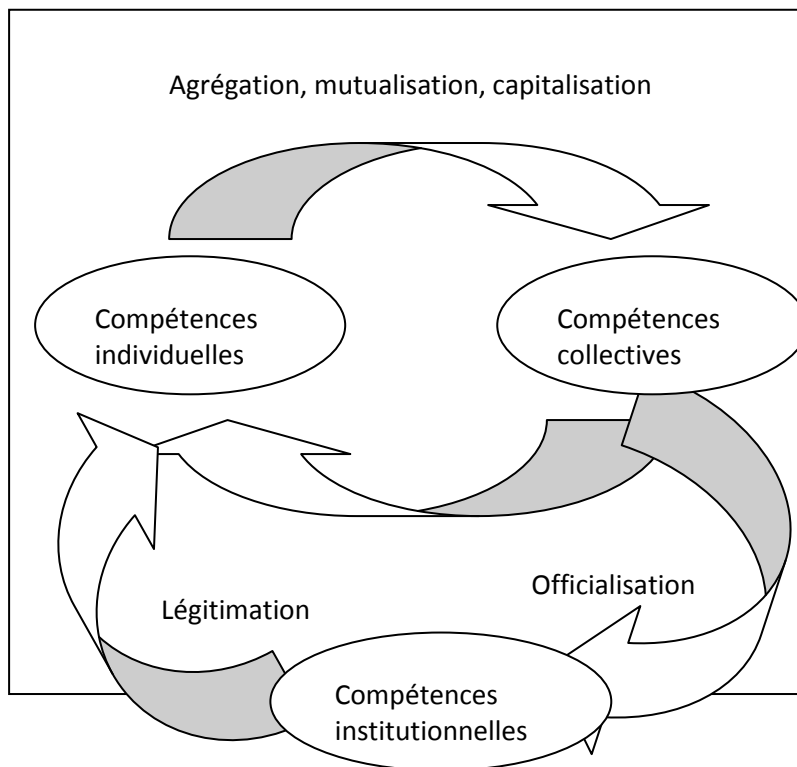 Agrégation, mutualisation, capitalisation
Compétences
individuelles
Compétences
collectives
Légitimation
Officialisation
Compétences
institutionnelles